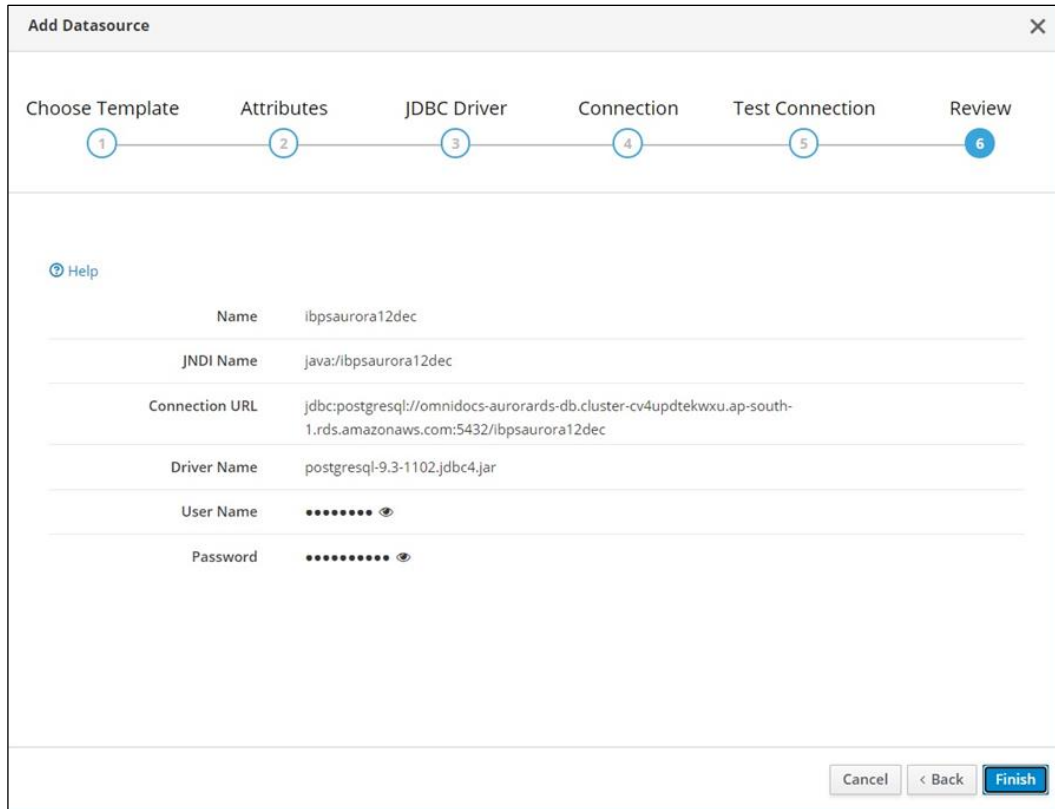 Add Datasource
Choose Template Attributes JDBC Driver Connection Test Connection Review
1 2 3 4 5 6
Help
Name ibpsaurora12dec
JNDI Name java:/ibpsaurora12dec
Connection URL jdbc:postgresql://omnidocs-aurorards-db.cluster-cv4updtekwxu.ap-south-
1.rds.amazonaws.com:5432/ibpsaurora12dec
Driver Name postgresql-9.3-1102.jdbc4.jar
User Name ••••••••
Password ••••••••••
Cancel < Back Finish